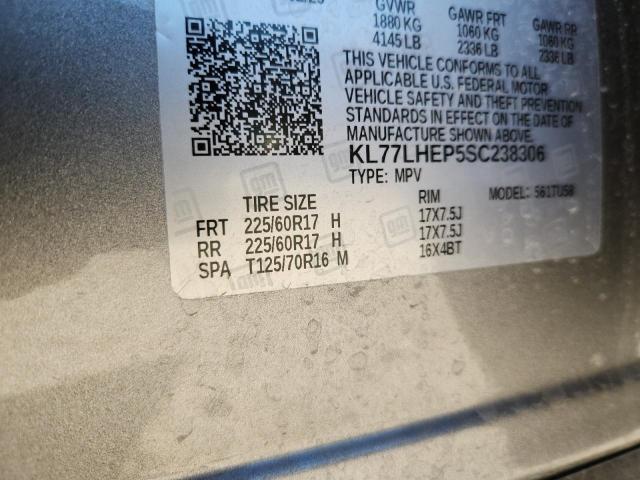 GVWR GAWR FRT GAWR RR
1880 KG 1060 KG 1060 KG
4145 LB 2336 LB 2336 LB
THIS VEHICLE CONFORMS TO ALL
APPLICABLE U.S. FEDERAL MOTOR
VEHICLE SAFETY AND THEFT PREVENTION
STANDARDS IN EFFECT ON THE DATE OF
MANUFACTURE SHOWN ABOVE.
KL77LHEP5SC238306
TYPE: MPV MODEL: 561TU58
TIRE SIZE RIM
FRT 225/60R17 H 17X7.5J
RR 225/60R17 H 17X7.5J
SPA T125/70R16 M 16X4BT